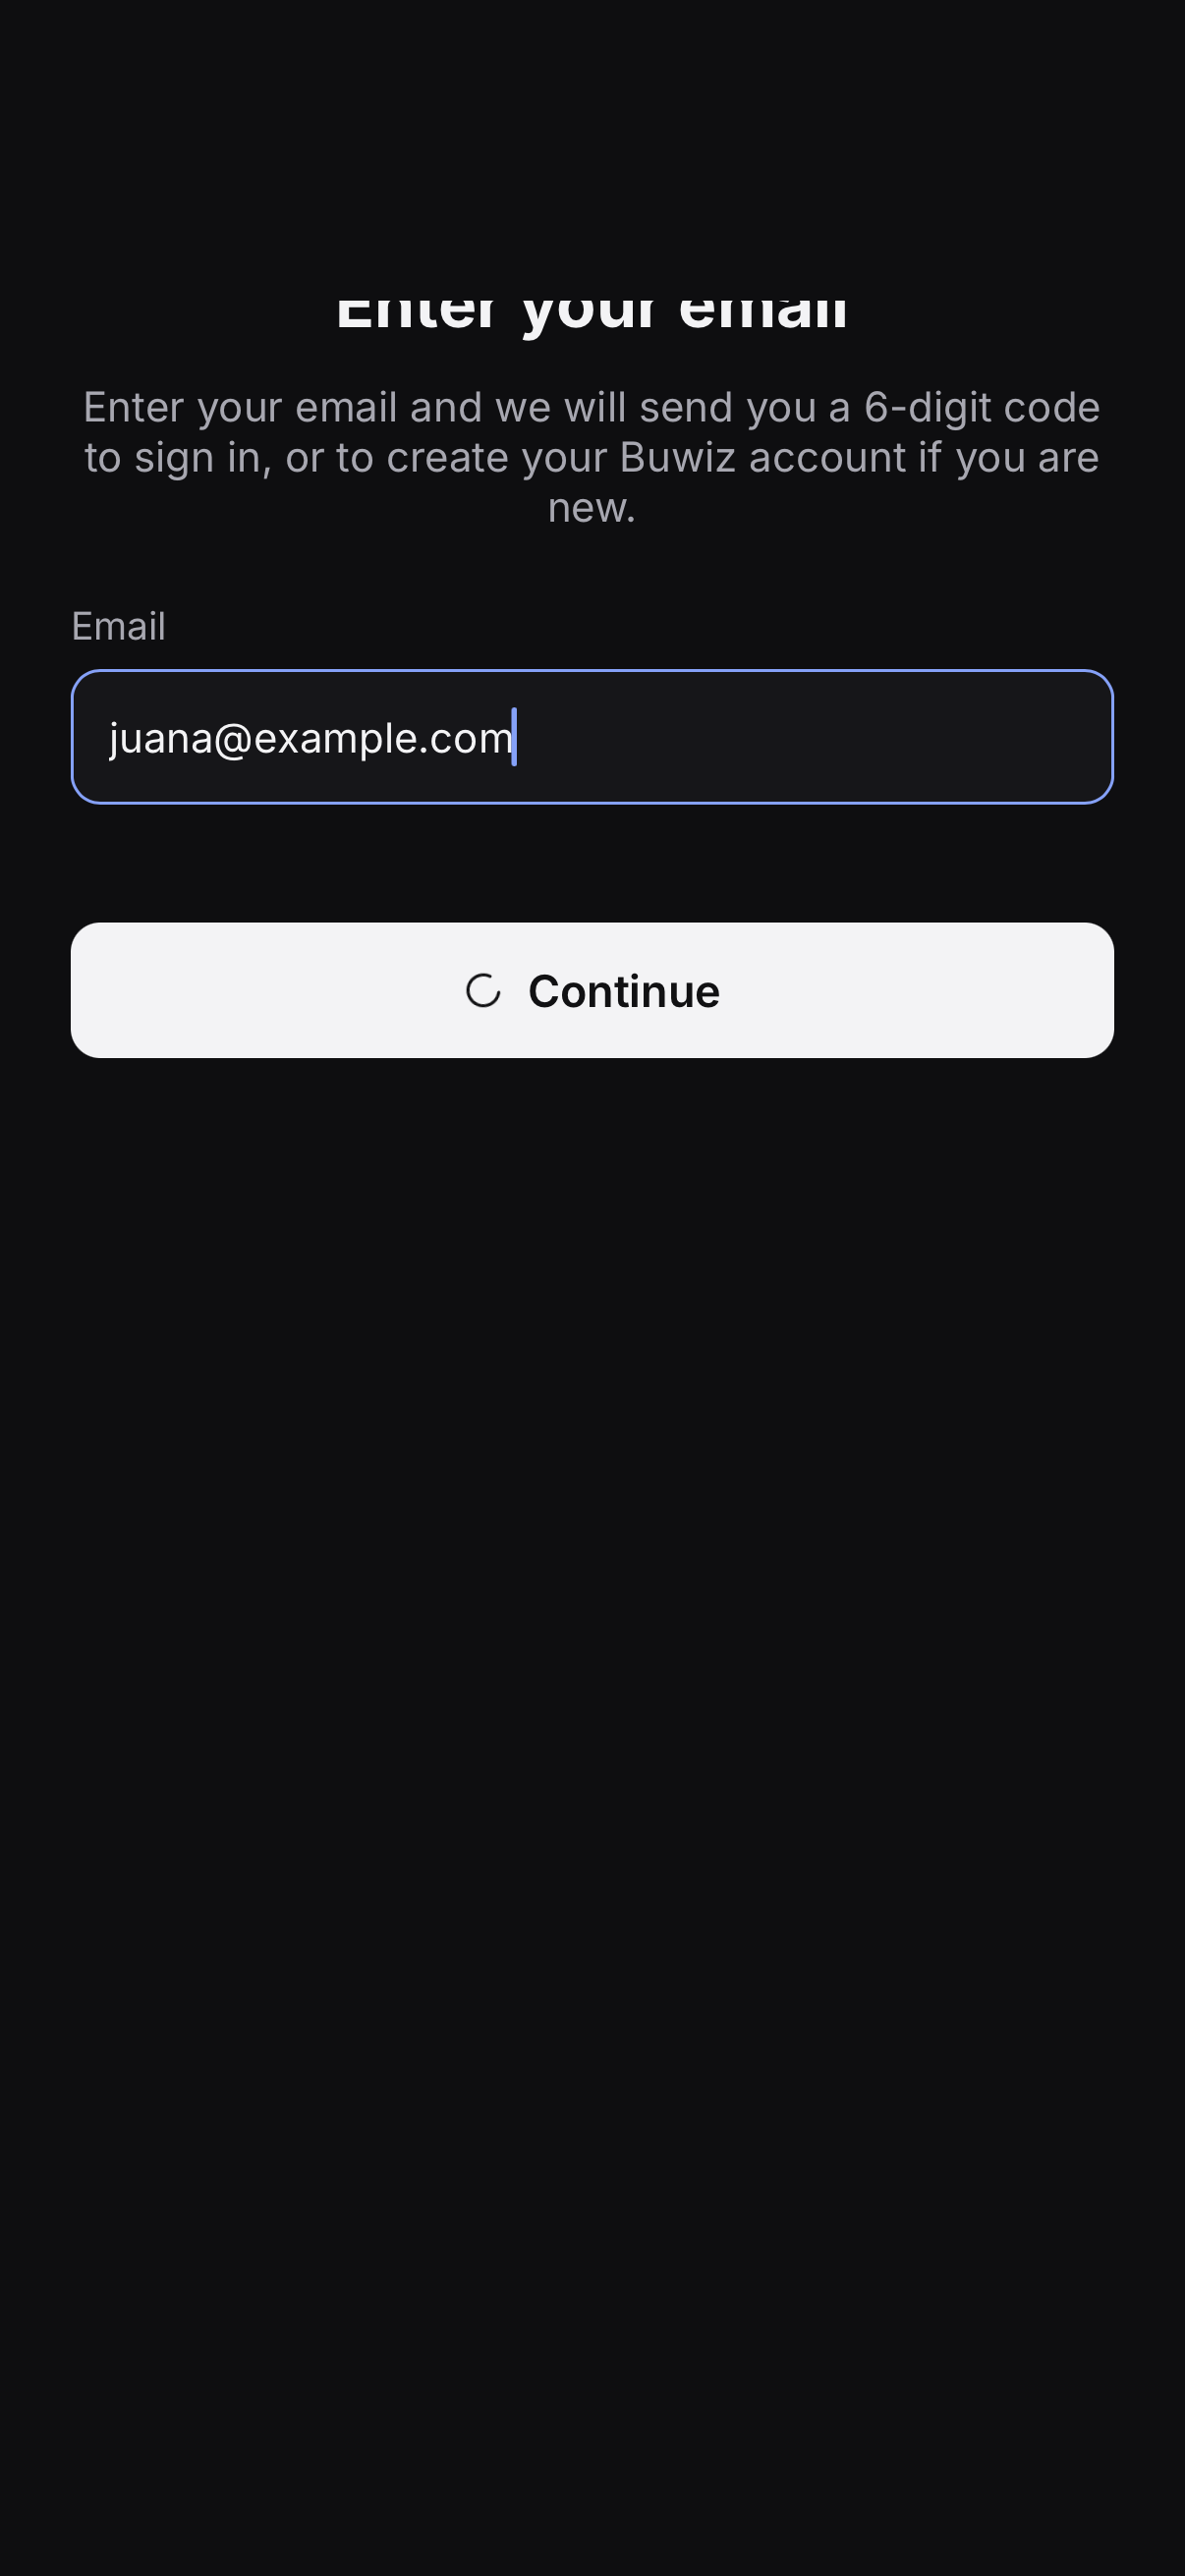 Enter your email
Enter your email and we will send you a 6-digit code
to sign in, or to create your Buwiz account if you are
new.
Email
juana@example.com
Continue